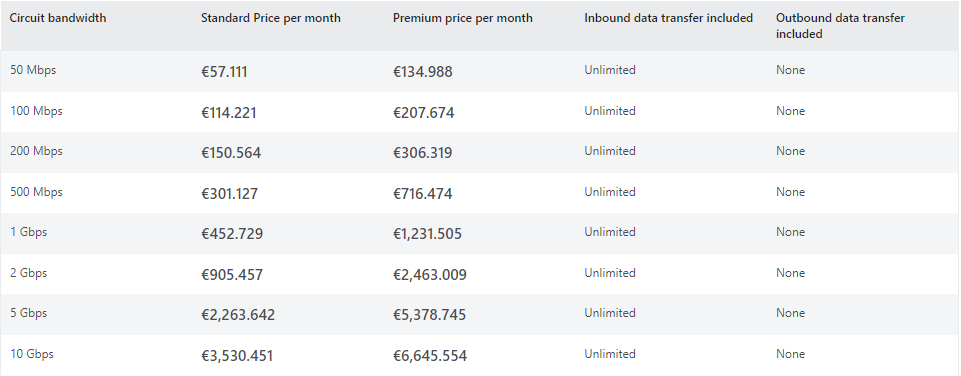 Circuit bandwidth Standard Price per month Premium price per month Inbound data transfer included Outbound data transfer
included
50 Mbps €57.111 €134.988 Unlimited None
100 Mbps €114.221 €207.674 Unlimited None
200 Mbps €150.564 €306.319 Unlimited None
500 Mbps €301.127 €716.474 Unlimited None
1 Gbps €452.729 €1,231.505 Unlimited None
2 Gbps €905.457 €2,463.009 Unlimited None
5 Gbps €2,263.642 €5,378.745 Unlimited None
10 Gbps €3,530.451 €6,645.554 Unlimited None